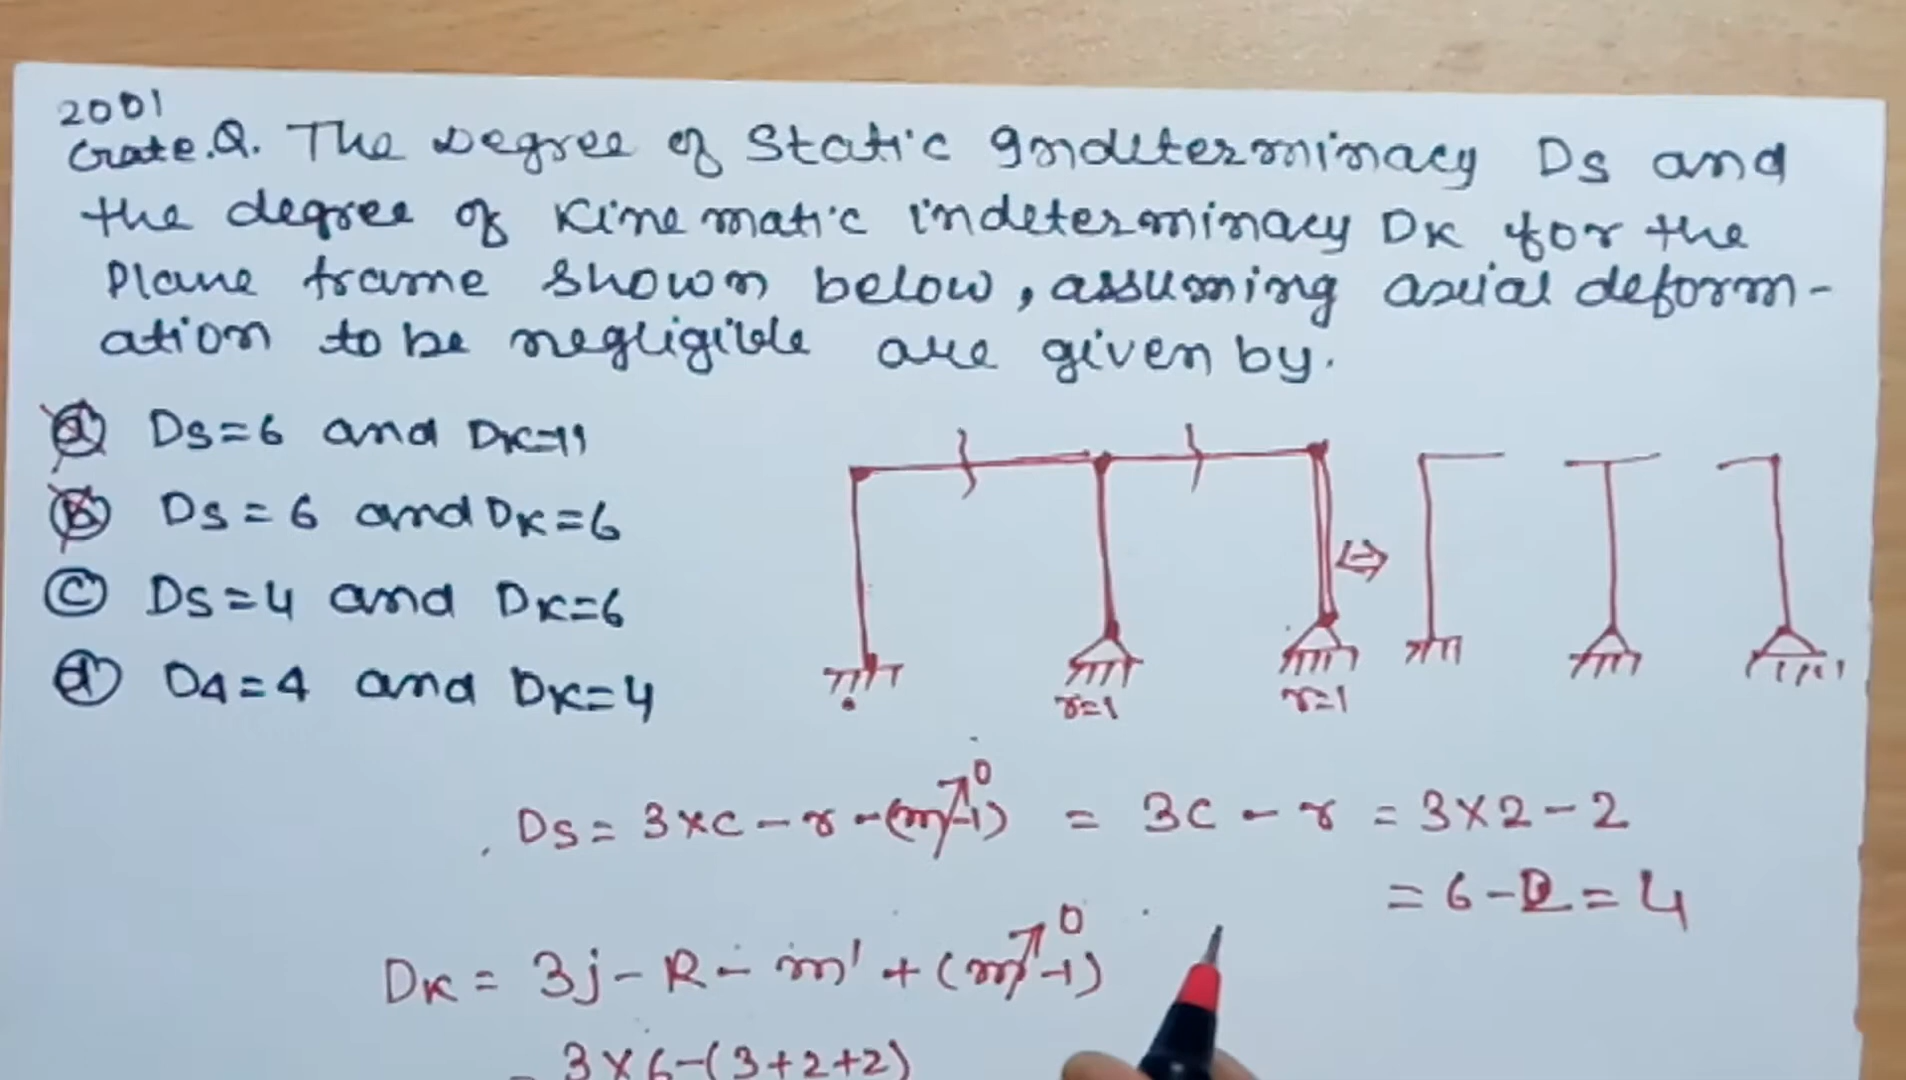 2001
Gate.Q. The Degree of Static Indeterminacy Ds and
the degree of Kinematic indeterminacy DK for the
Plane frame shown below, assuming axial deform-
ation to be negligible are given by.
ⓐ Ds=6 and DK=11
ⓑ Ds=6 and DK=6
ⓒ Ds=4 and DK=6
ⓓ Ds=4 and DK=4
r=1 r=1
Ds = 3×c - r - (m-1) 0 = 3c - r = 3×2-2
= 6-2 = 4
DK = 3j - R - m' + (m-1) 0
= 3×6-(3+2+2)